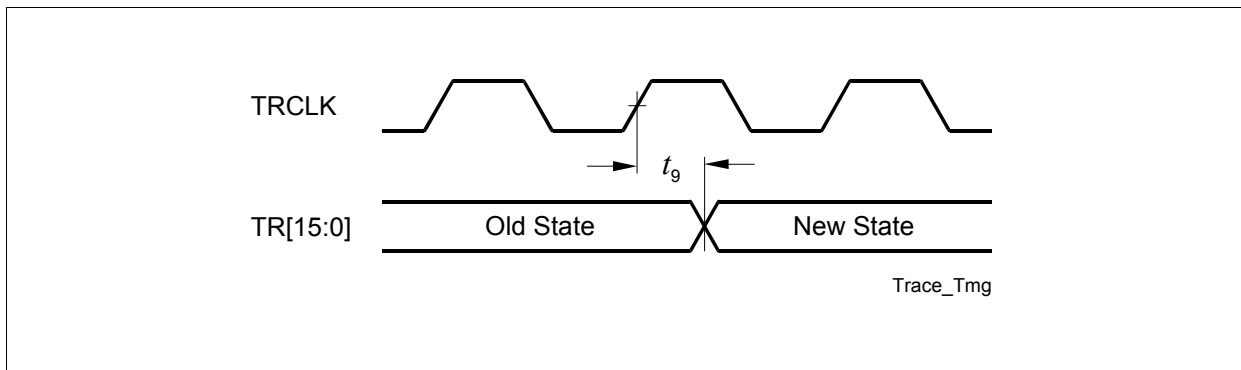 TRCLK
t9
TR[15:0]
Old State
New State
Trace_Tmg